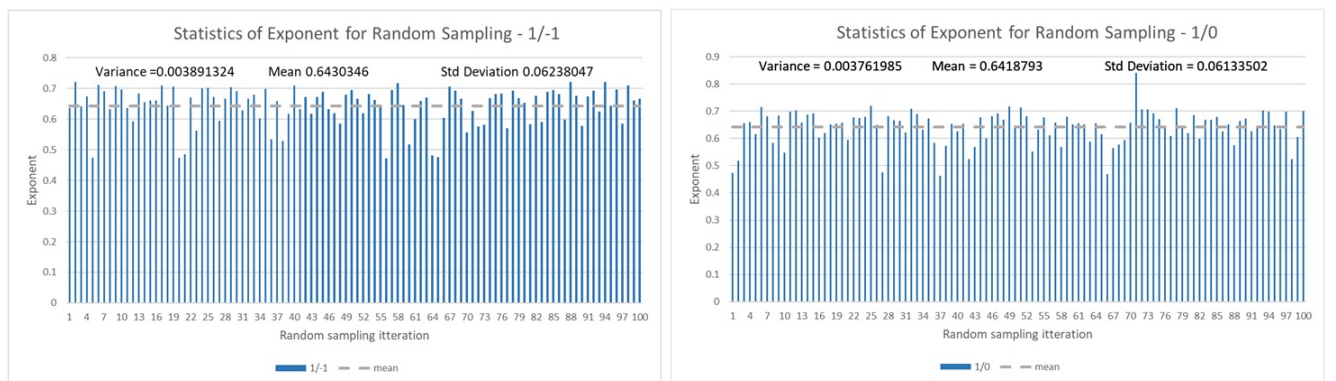 Statistics of Exponent for Random Sampling - 1/-1
Variance =0.003891324 Mean 0.6430346 Std Deviation 0.06238047
0.8
0.7
0.6
0.5
0.4
0.3
0.2
0.1
0
Exponent
1 4 7 10 13 16 19 21 25 28 31 34 37 40 43 46 49 52 55 58 61 64 67 70 73 76 79 82 85 88 91 94 97 100
Random sampling itteration
1/-1 mean
Statistics of Exponent for Random Sampling - 1/0
Variance = 0.003761985 Mean = 0.6418793 Std Deviation = 0.06133502
0.9
0.8
0.7
0.6
0.5
0.4
0.3
0.2
0.1
0
Exponent
1 4 7 10 13 16 19 22 25 28 31 34 37 40 43 46 49 52 55 58 61 64 67 70 73 76 79 82 85 88 91 94 97 100
Random sampling itteration
1/0 mean